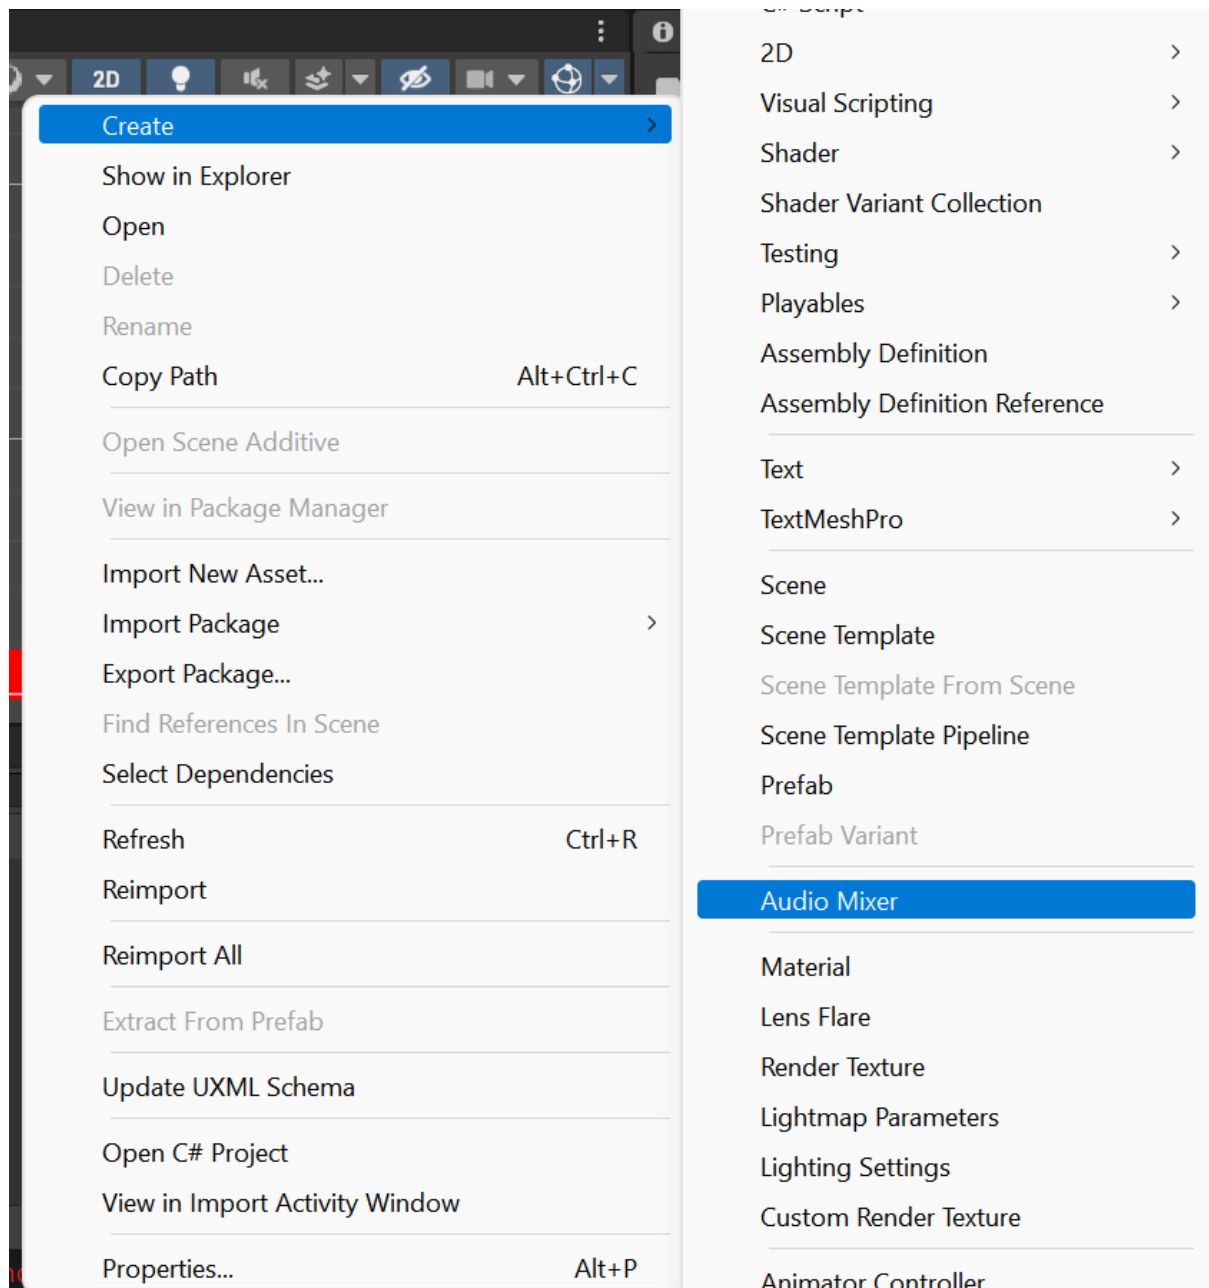 2D
Create
Show in Explorer
Open
Delete
Rename
Copy Path Alt+Ctrl+C
Open Scene Additive
View in Package Manager
Import New Asset...
Import Package
Export Package...
Find References In Scene
Select Dependencies
Refresh Ctrl+R
Reimport
Reimport All
Extract From Prefab
Update UXML Schema
Open C# Project
View in Import Activity Window
Properties... Alt+P
C# Script
2D
Visual Scripting
Shader
Shader Variant Collection
Testing
Playables
Assembly Definition
Assembly Definition Reference
Text
TextMeshPro
Scene
Scene Template
Scene Template From Scene
Scene Template Pipeline
Prefab
Prefab Variant
Audio Mixer
Material
Lens Flare
Render Texture
Lightmap Parameters
Lighting Settings
Custom Render Texture
Animator Controller